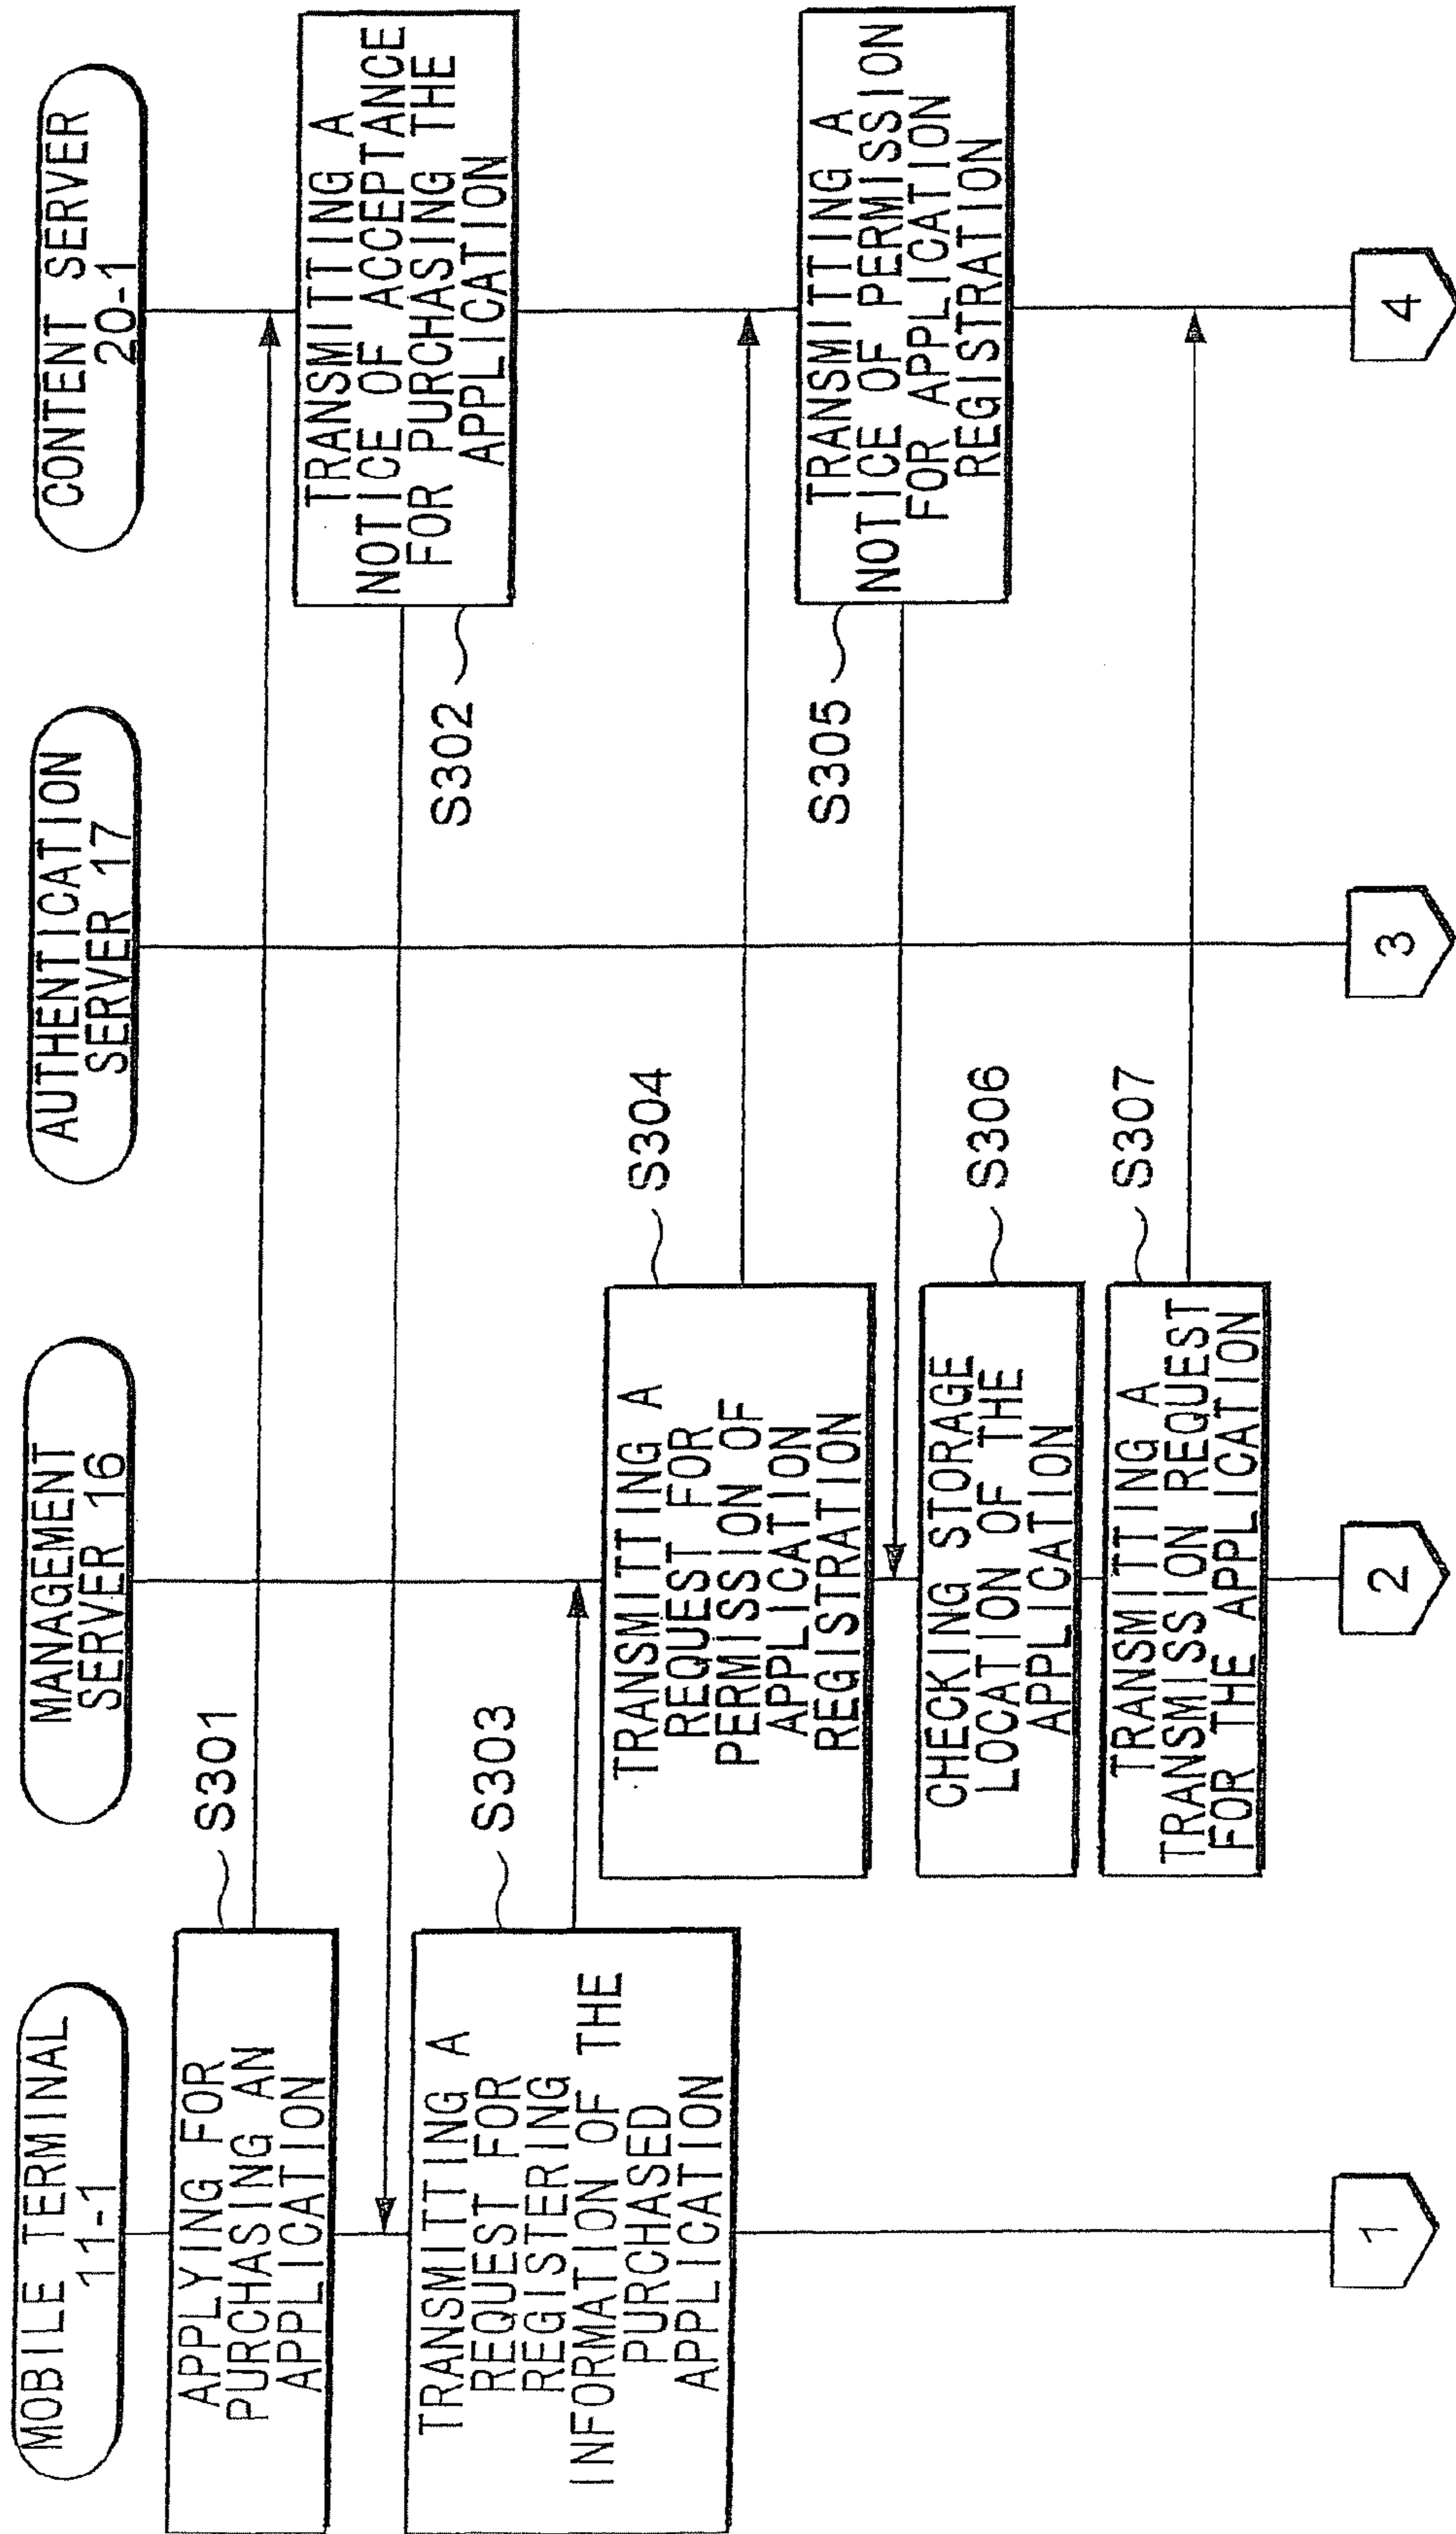 MOBILE TERMINAL
11-1
MANAGEMENT
SERVER 16
AUTHENTICATION
SERVER 17
CONTENT SERVER
20-1
APPLYING FOR
PURCHASING AN
APPLICATION
S301
TRANSMITTING A
NOTICE OF ACCEPTANCE
FOR PURCHASING THE
APPLICATION
S302
TRANSMITTING A
REQUEST FOR
REGISTERING
INFORMATION OF THE
PURCHASED
APPLICATION
S303
TRANSMITTING A
REQUEST FOR
PERMISSION OF
APPLICATION
REGISTRATION
S304
TRANSMITTING A
NOTICE OF PERMISSION
FOR APPLICATION
REGISTRATION
S305
CHECKING STORAGE
LOCATION OF THE
APPLICATION
S306
TRANSMITTING A
TRANSMISSION REQUEST
FOR THE APPLICATION
S307
1
2
3
4